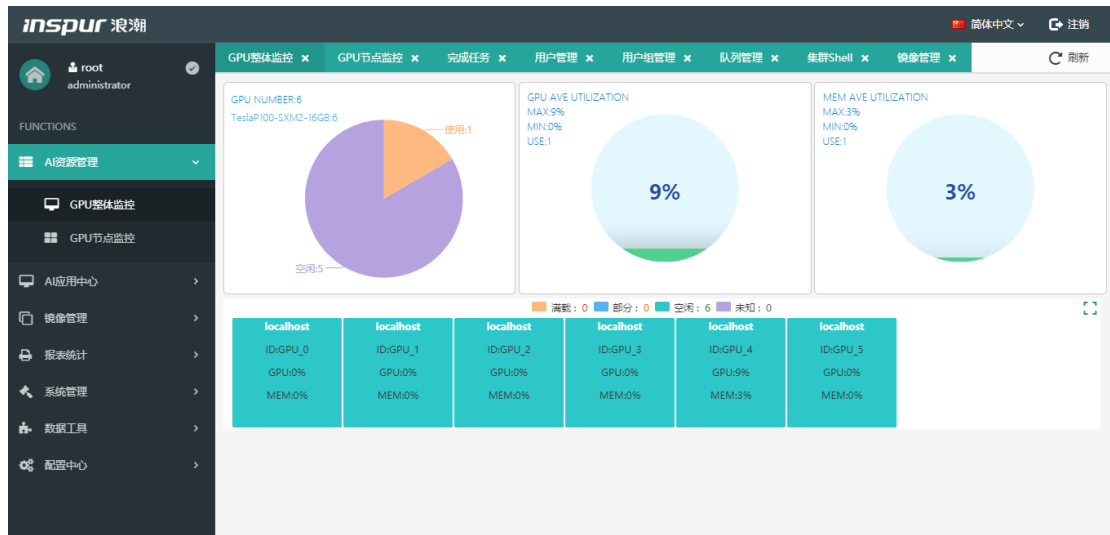 inspur 浪潮
简体中文
注销
root
administrator
FUNCTIONS
AI资源管理
GPU整体监控
GPU节点监控
AI应用中心
镜像管理
报表统计
系统管理
数据工具
配置中心
GPU整体监控 × GPU节点监控 × 完成任务 × 用户管理 × 用户组管理 × 队列管理 × 集群Shell × 镜像管理 ×
刷新
GPU NUMBER:6
TeslaP100-SXM2-16GB:6
使用:1
空闲:5
GPU AVE UTILIZATION
MAX:9%
MIN:0%
USE:1
9%
MEM AVE UTILIZATION
MAX:3%
MIN:0%
USE:1
3%
满载: 0 部分: 0 空闲: 6 未知: 0
localhost localhost localhost localhost localhost localhost
ID:GPU_0 ID:GPU_1 ID:GPU_2 ID:GPU_3 ID:GPU_4 ID:GPU_5
GPU:0% GPU:0% GPU:0% GPU:0% GPU:9% GPU:0%
MEM:0% MEM:0% MEM:0% MEM:0% MEM:3% MEM:0%